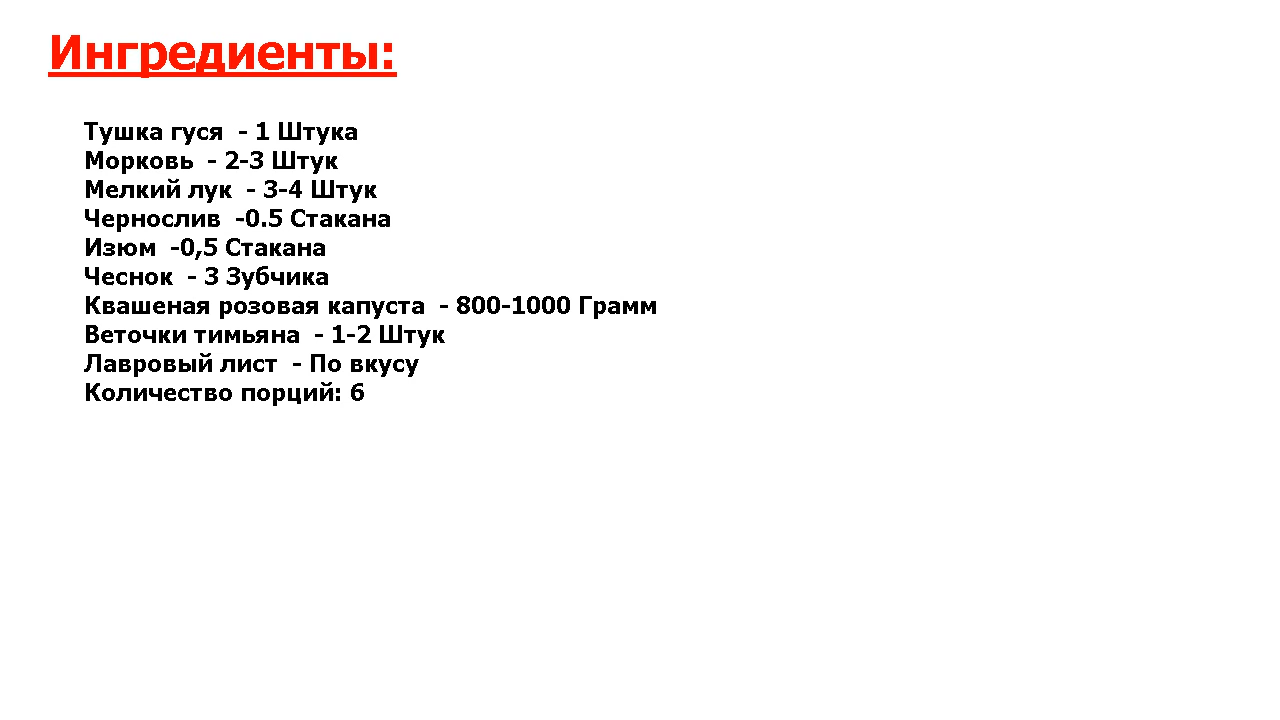 Ингредиенты:
Тушка гуся  - 1 Штука
Морковь  - 2-3 Штук
Мелкий лук  - 3-4 Штук
Чернослив  -0.5 Стакана
Изюм  -0,5 Стакана
Чеснок  - 3 Зубчика
Квашеная розовая капуста  - 800-1000 Грамм
Веточки тимьяна  - 1-2 Штук
Лавровый лист  - По вкусу
Количество порций: 6